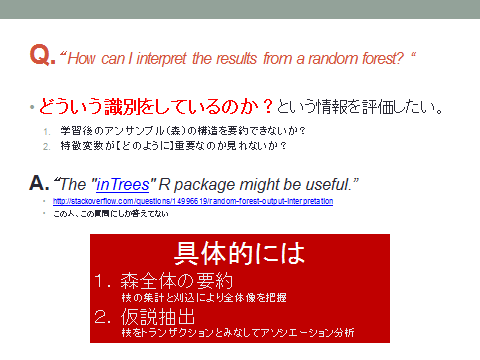 Q. “How can I interpret the results from a random forest? “
• どういう識別をしているのか？という情報を評価したい。
1. 学習後のアンサンブル（森）の構造を要約できないか？
2. 特徴変数が【どのように】重要なのか見れないか？
A. “The "inTrees" R package might be useful.”
• http://stackoverflow.com/questions/14996619/random-forest-output-interpretation
• この人、この質問にしか答えてない
具体的には
1. 森全体の要約
枝の集計と刈込により全体像を把握
2. 仮説抽出
枝をトランザクションとみなしてアソシエーション分析